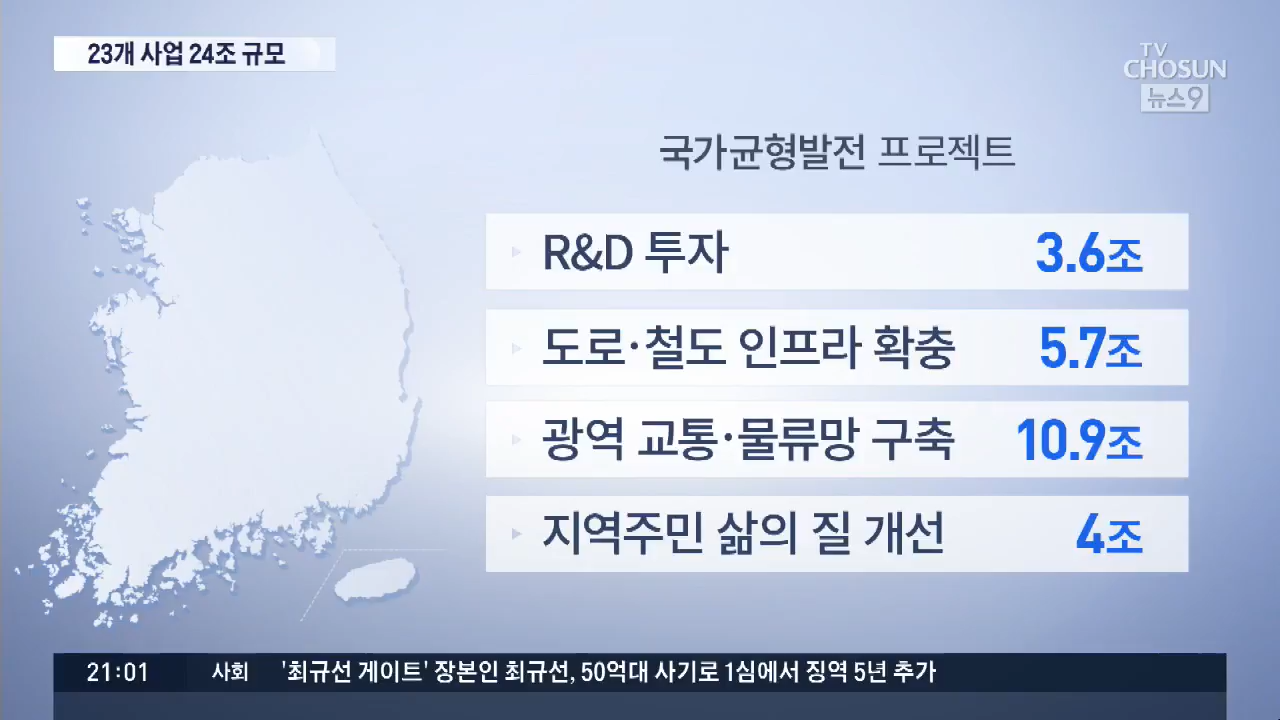 23개 사업 24조 규모
TV
CHOSUN
뉴스9
국가균형발전 프로젝트
R&D 투자 3.6조
도로·철도 인프라 확충 5.7조
광역 교통·물류망 구축 10.9조
지역주민 삶의 질 개선 4조
21:01 사회 '최규선 게이트' 장본인 최규선, 50억대 사기로 1심에서 징역 5년 추가